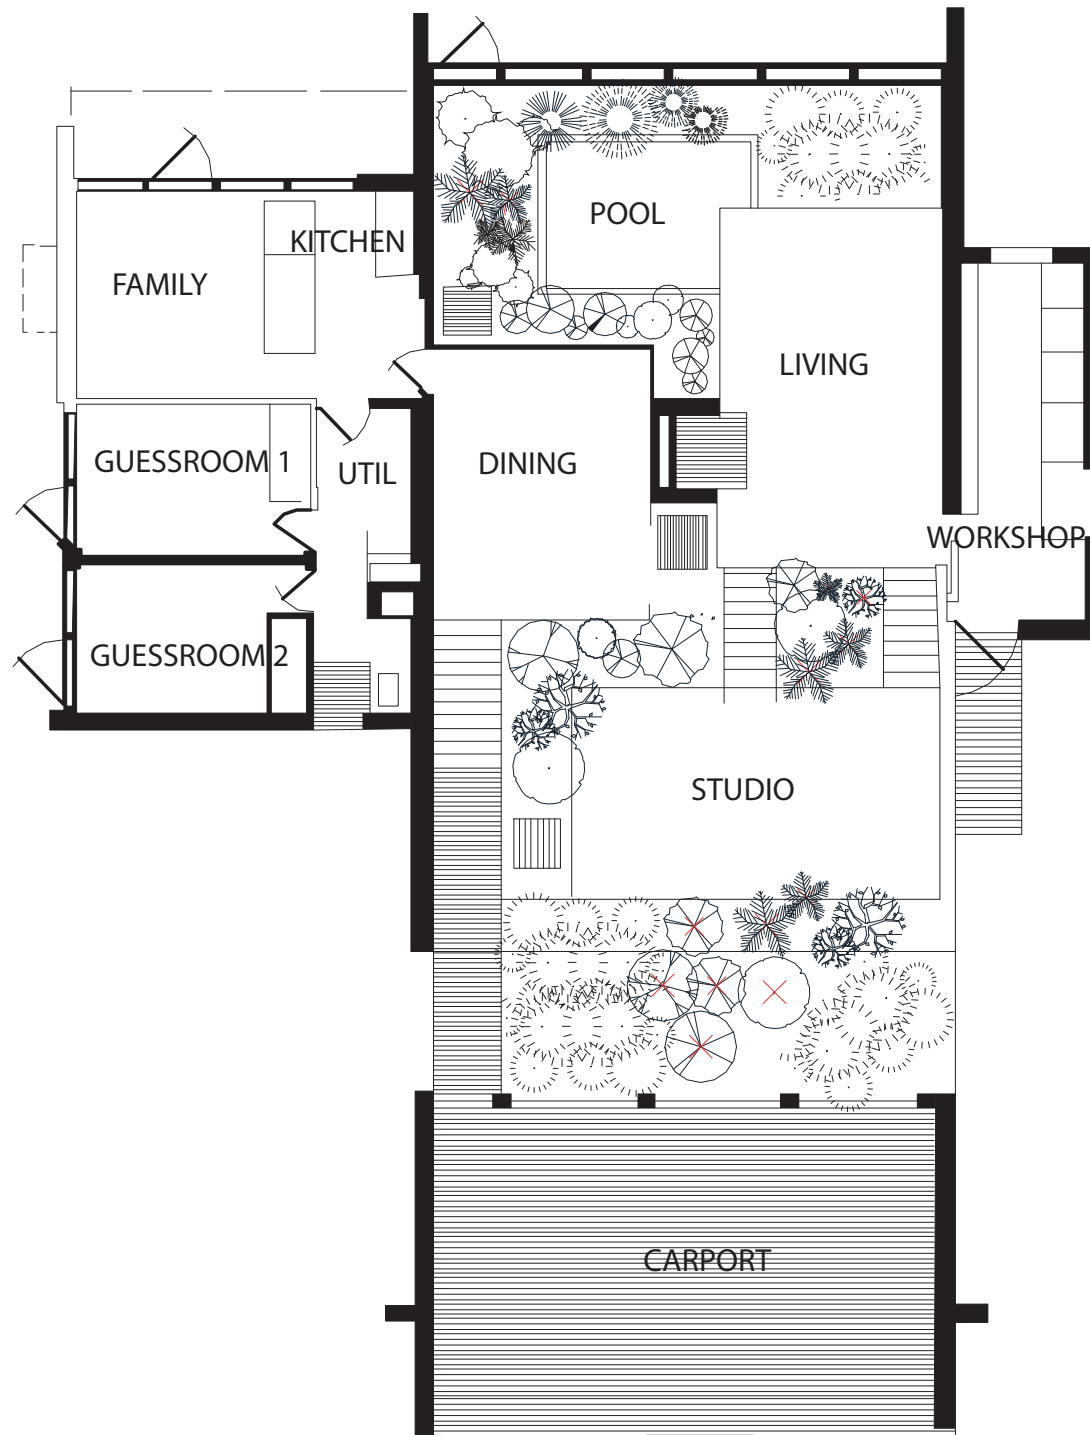 POOL
KITCHEN
FAMILY
LIVING
GUESSROOM 1
UTIL
DINING
WORKSHOP
GUESSROOM 2
STUDIO
CARPORT